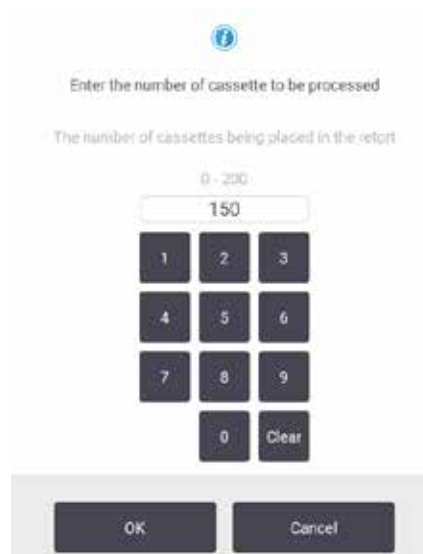 Enter the number of cassette to be processed
The number of cassettes being placed in the retort
0 - 200
150
1 2 3
4 5 6
7 8 9
0 Clear
OK Cancel